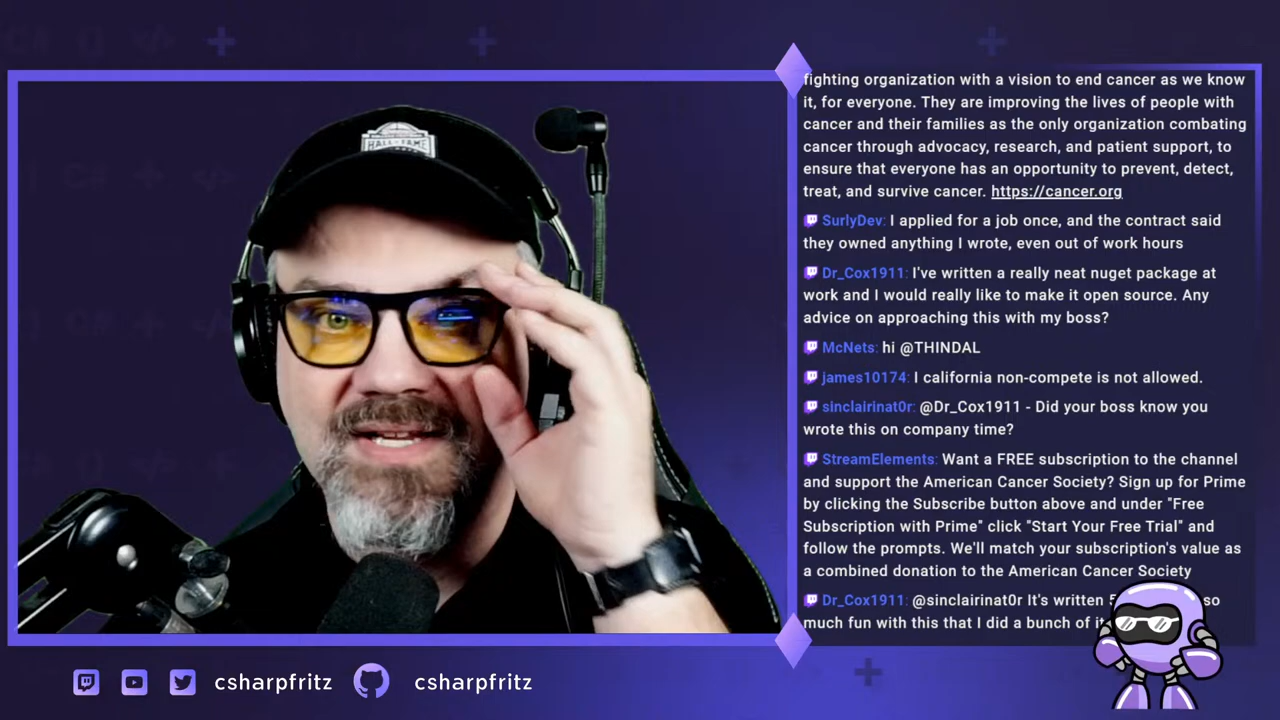 HALL OF FAME
fighting organization with a vision to end cancer as we know
it, for everyone. They are improving the lives of people with
cancer and their families as the only organization combating
cancer through advocacy, research, and patient support, to
ensure that everyone has an opportunity to prevent, detect,
treat, and survive cancer. https://cancer.org
SurlyDev: I applied for a job once, and the contract said
they owned anything I wrote, even out of work hours
Dr_Cox1911: I've written a really neat nuget package at
work and I would really like to make it open source. Any
advice on approaching this with my boss?
McNets: hi @THINDAL
james10174: I california non-compete is not allowed.
sinclairinat0r: @Dr_Cox1911 - Did your boss know you
wrote this on company time?
StreamElements: Want a FREE subscription to the channel
and support the American Cancer Society? Sign up for Prime
by clicking the Subscribe button above and under "Free
Subscription with Prime" click "Start Your Free Trial" and
follow the prompts. We'll match your subscription's value as
a combined donation to the American Cancer Society
Dr_Cox1911: @sinclairinat0r It's written so
much fun with this that I did a bunch of
csharpfritz csharpfritz